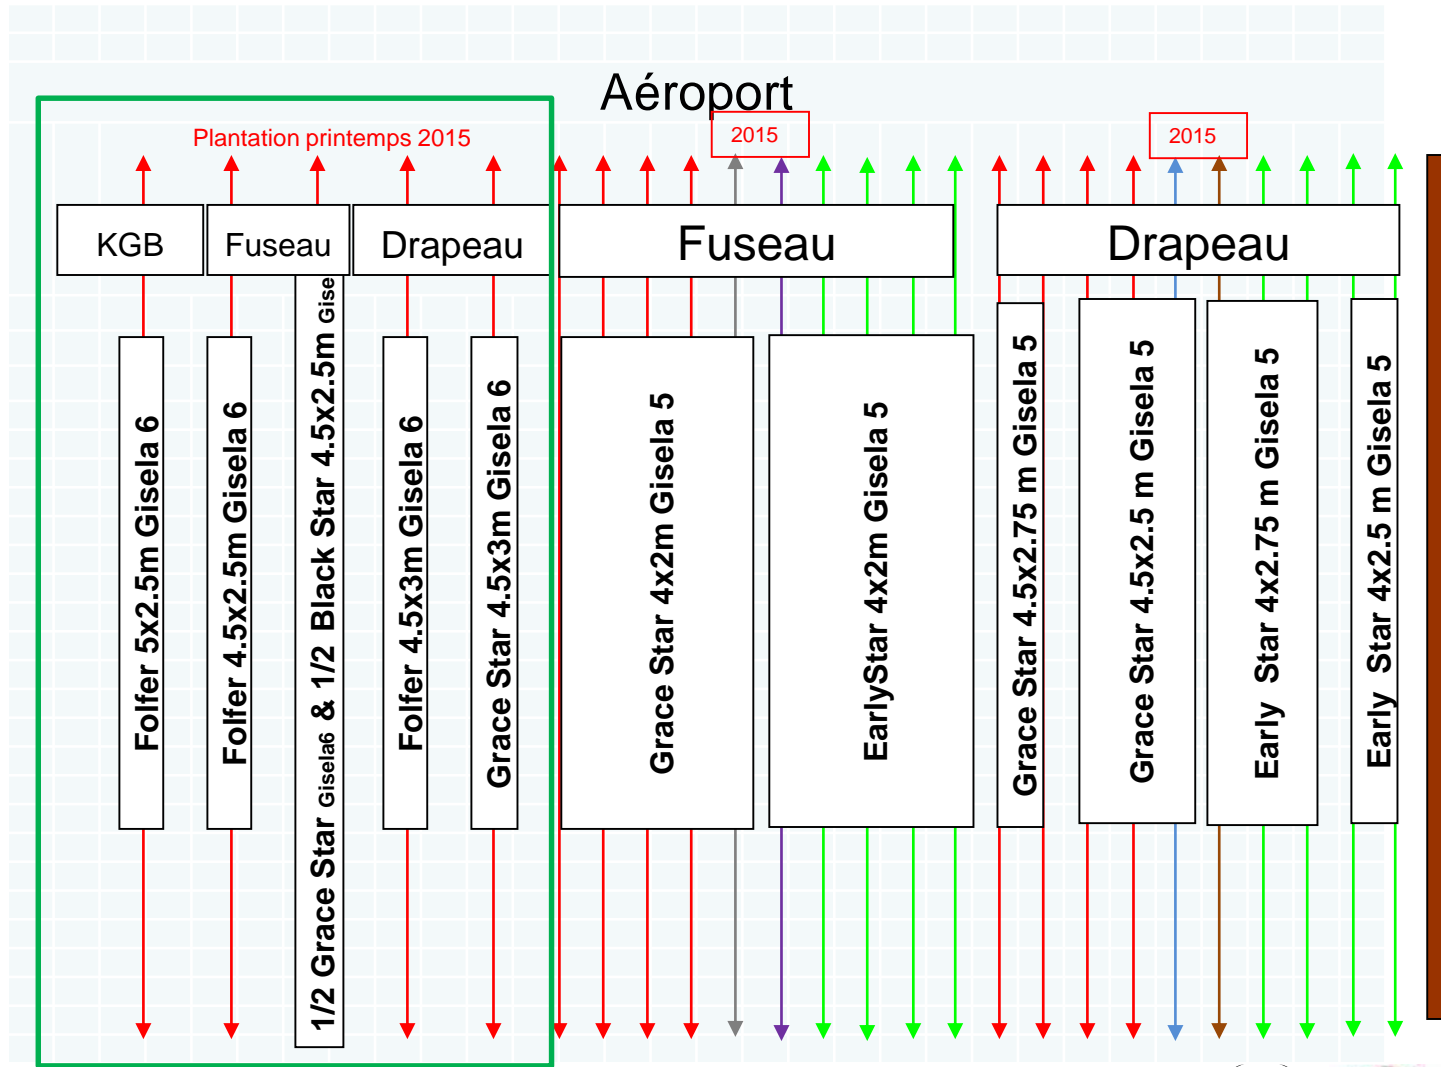 Aéroport
Plantation printemps 2015
2015
2015
KGB
Fuseau
Drapeau
Fuseau
Drapeau
Folfer 5x2.5m Gisela 6
Folfer 4.5x2.5m Gisela 6
1/2 Grace Star Gisela6 & 1/2 Black Star 4.5x2.5m Gise
Folfer 4.5x3m Gisela 6
Grace Star 4.5x3m Gisela 6
Grace Star 4x2m Gisela 5
EarlyStar 4x2m Gisela 5
Grace Star 4.5x2.75 m Gisela 5
Grace Star 4.5x2.5 m Gisela 5
Early Star 4x2.75 m Gisela 5
Early Star 4x2.5 m Gisela 5